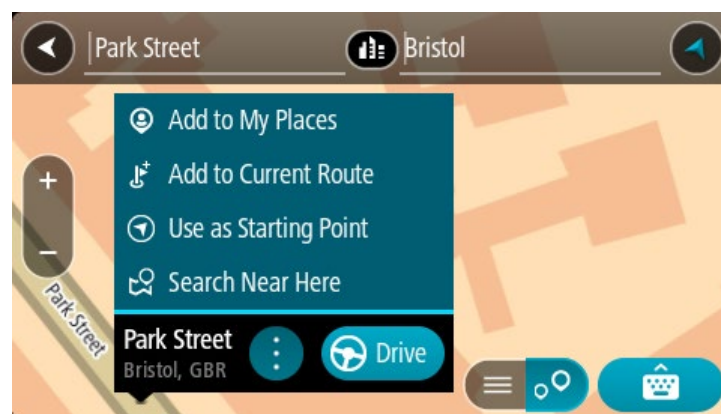 Park Street Bristol
Add to My Places
Add to Current Route
Use as Starting Point
Search Near Here
Park Street
Park Street
Bristol, GBR
Drive